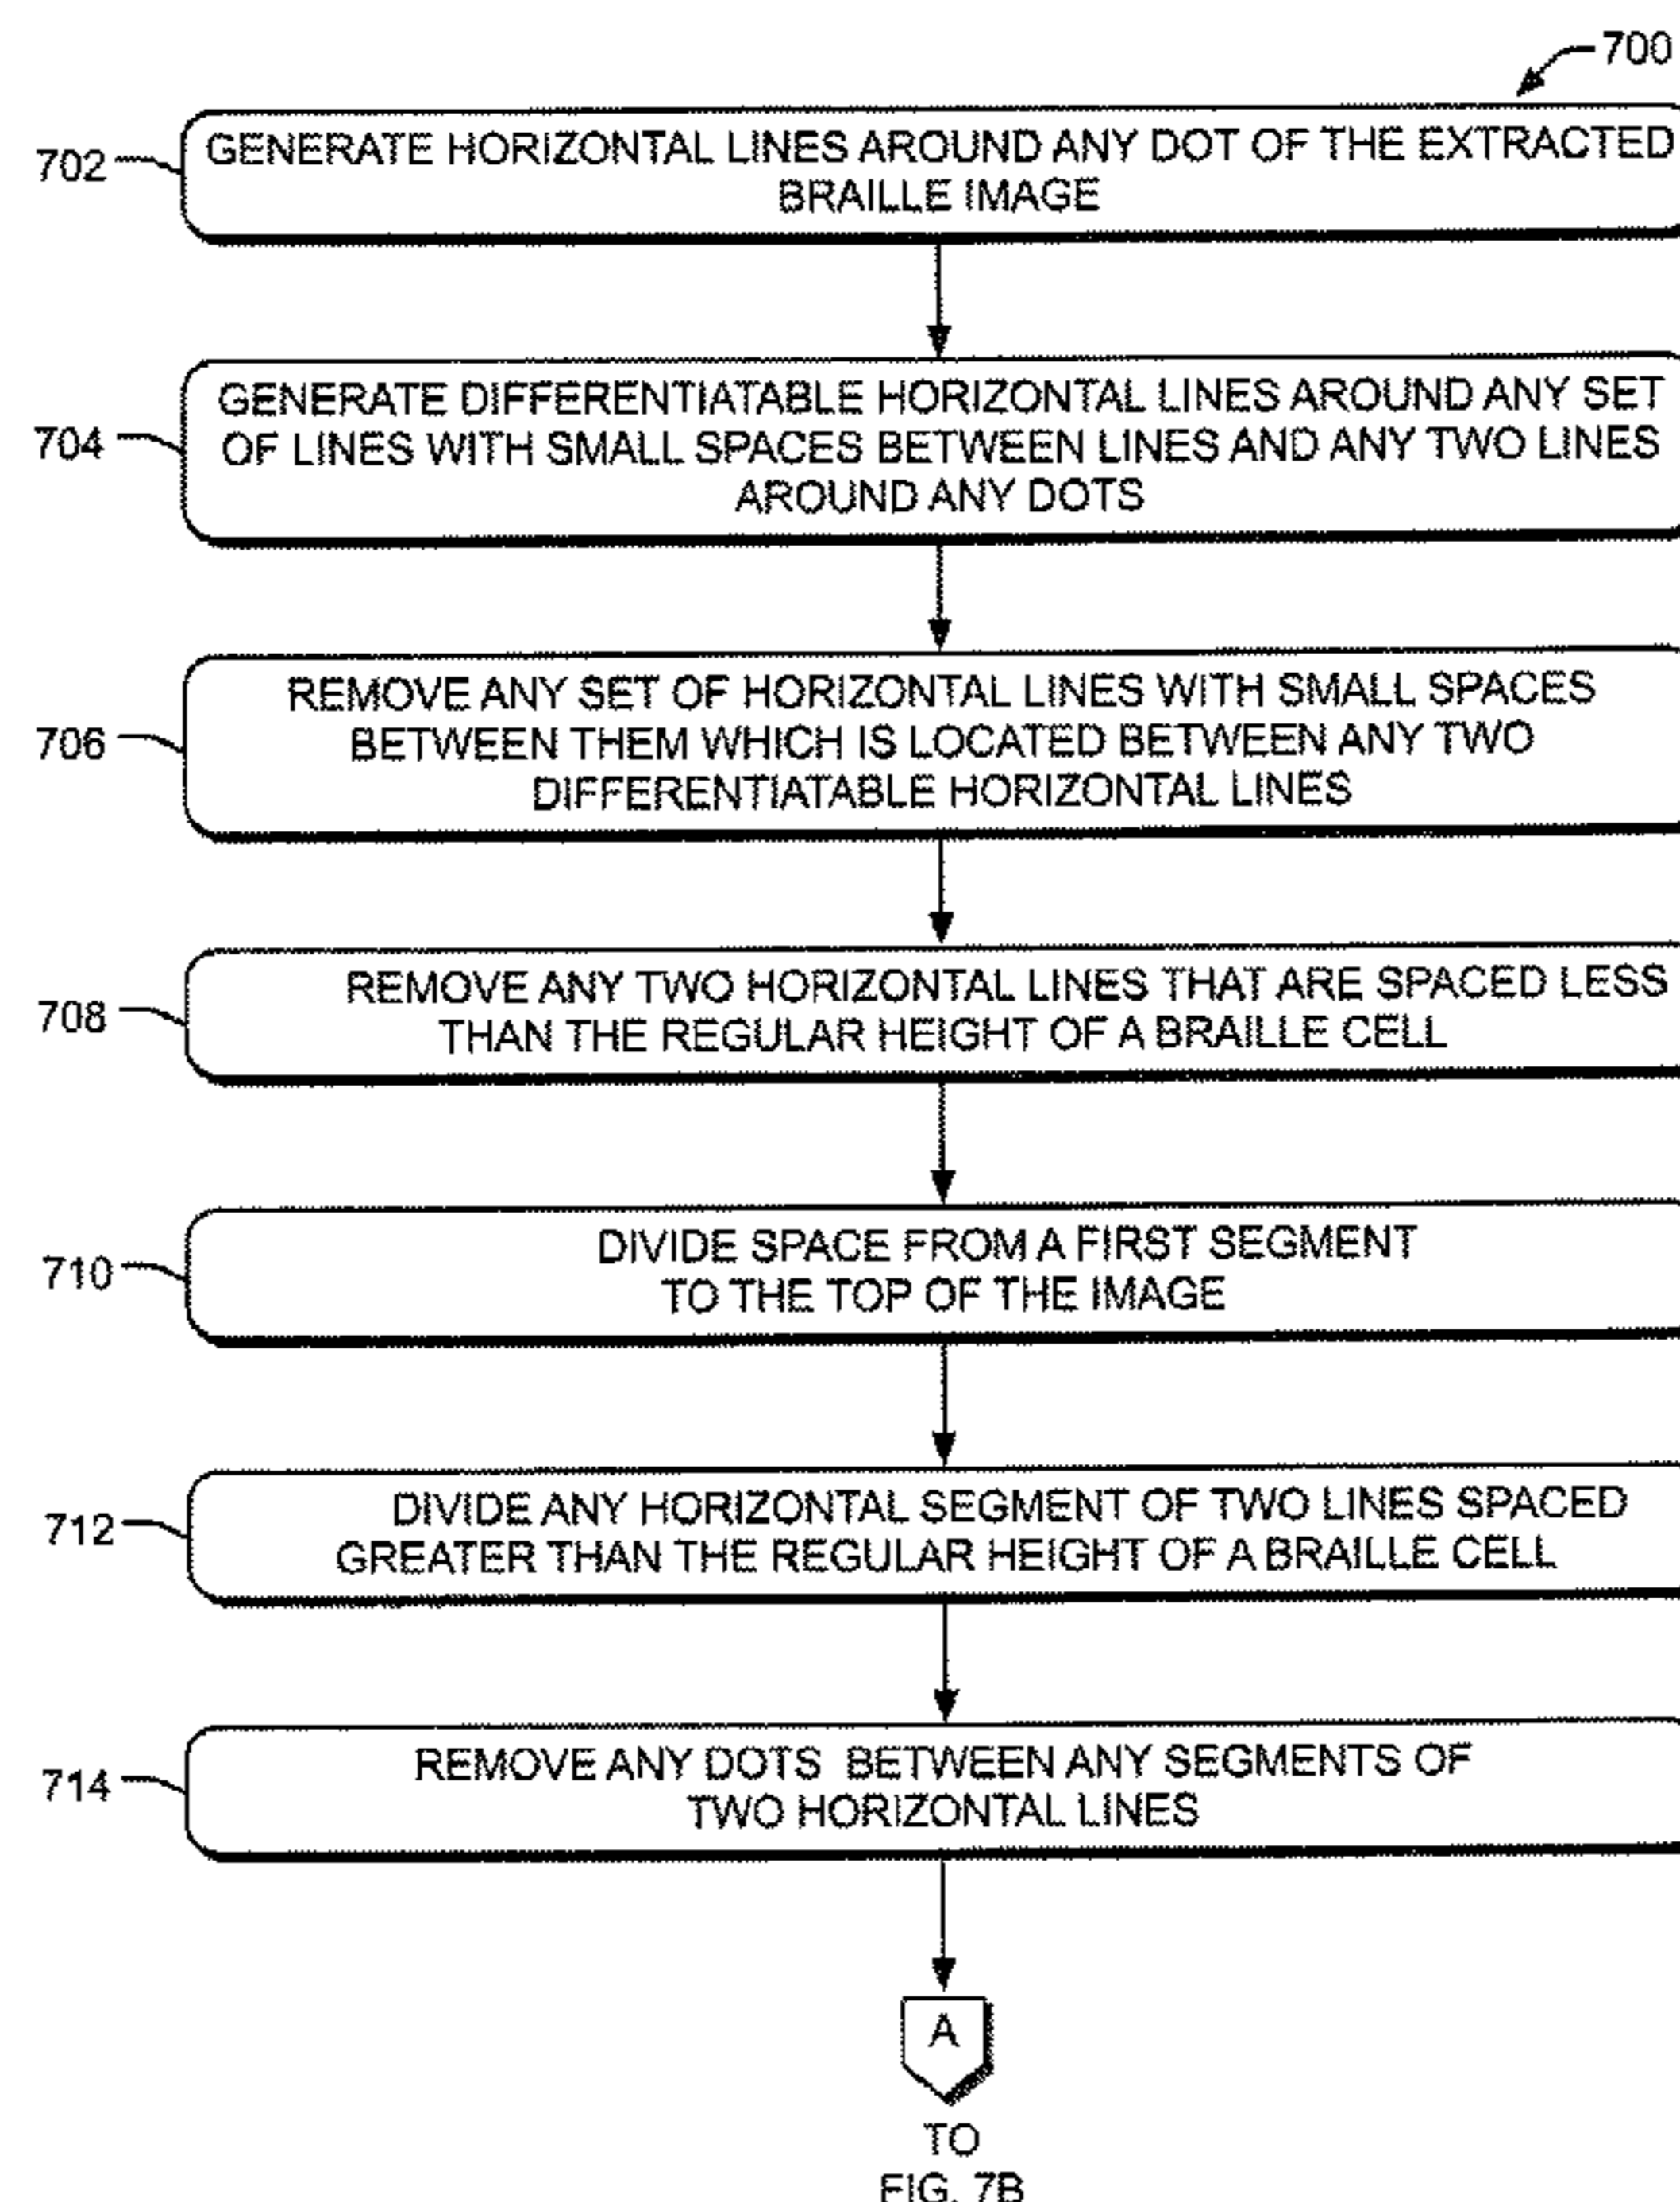 700
702
GENERATE HORIZONTAL LINES AROUND ANY DOT OF THE EXTRACTED
BRAILLE IMAGE
704
GENERATE DIFFERENTIATABLE HORIZONTAL LINES AROUND ANY SET
OF LINES WITH SMALL SPACES BETWEEN LINES AND ANY TWO LINES
AROUND ANY DOTS
706
REMOVE ANY SET OF HORIZONTAL LINES WITH SMALL SPACES
BETWEEN THEM WHICH IS LOCATED BETWEEN ANY TWO
DIFFERENTIATABLE HORIZONTAL LINES
708
REMOVE ANY TWO HORIZONTAL LINES THAT ARE SPACED LESS
THAN THE REGULAR HEIGHT OF A BRAILLE CELL
710
DIVIDE SPACE FROM A FIRST SEGMENT
TO THE TOP OF THE IMAGE
712
DIVIDE ANY HORIZONTAL SEGMENT OF TWO LINES SPACED
GREATER THAN THE REGULAR HEIGHT OF A BRAILLE CELL
714
REMOVE ANY DOTS BETWEEN ANY SEGMENTS OF
TWO HORIZONTAL LINES
A
TO
FIG. 7B